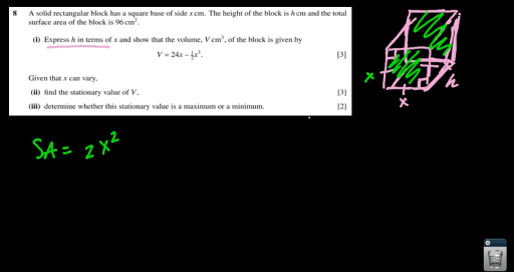 8 A solid rectangular block has a square base of side x cm. The height of the block is h cm and the total
surface area of the block is 96 cm².
(i) Express h in terms of x and show that the volume, V cm³, of the block is given by
V = 24x − ½x³. [3]
Given that x can vary,
(ii) find the stationary value of V, [3]
(iii) determine whether this stationary value is a maximum or a minimum. [2]
x
h
x
SA = 2x²